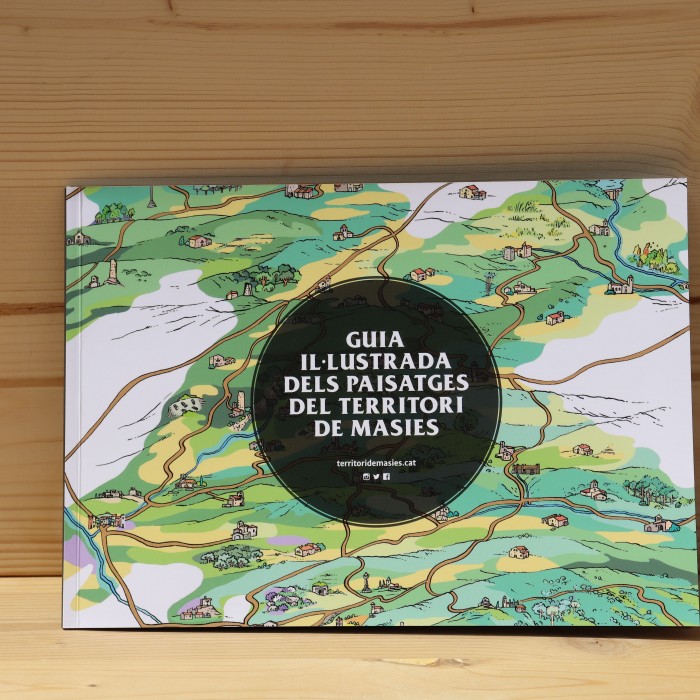 GUIA
IL·LUSTRADA
DELS PAISATGES
DEL TERRITORI
DE MASIES
territoridemasies.cat